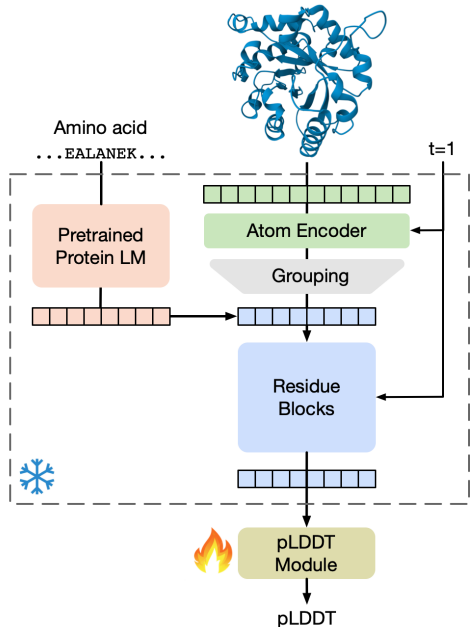 Amino acid
...EALANEK...
t=1
Pretrained
Protein LM
Atom Encoder
Grouping
Residue
Blocks
pLDDT
Module
pLDDT